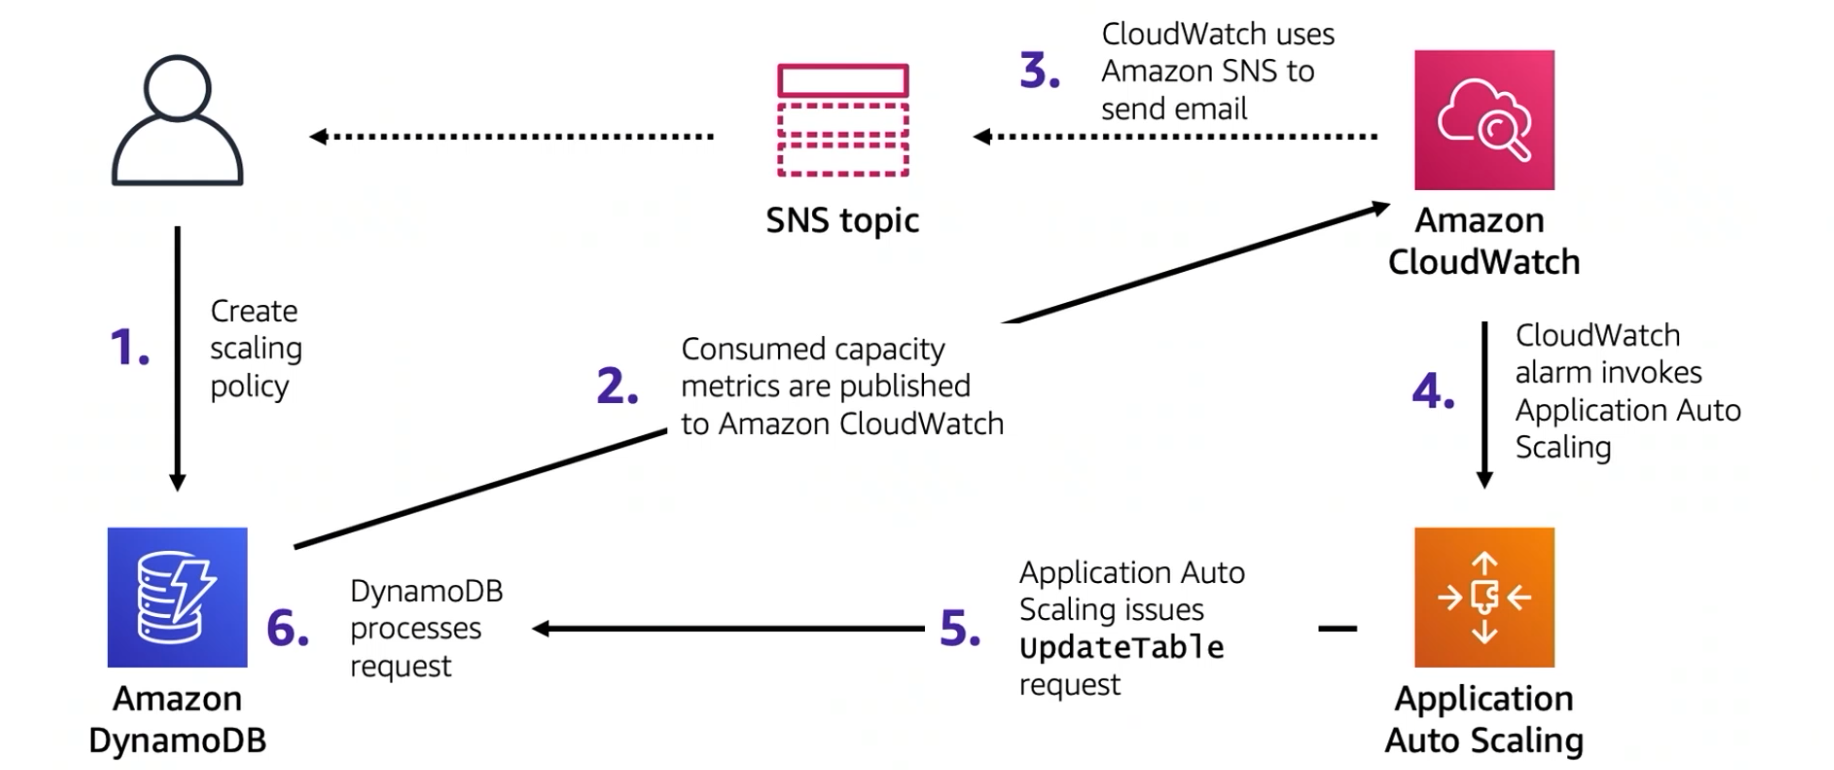 3.
CloudWatch uses
Amazon SNS to
send email
SNS topic
Amazon
CloudWatch
1.
Create
scaling
policy
2.
Consumed capacity
metrics are published
to Amazon CloudWatch
4.
CloudWatch
alarm invokes
Application Auto
Scaling
6.
DynamoDB
processes
request
5.
Application Auto
Scaling issues
UpdateTable
request
Amazon
DynamoDB
Application
Auto Scaling